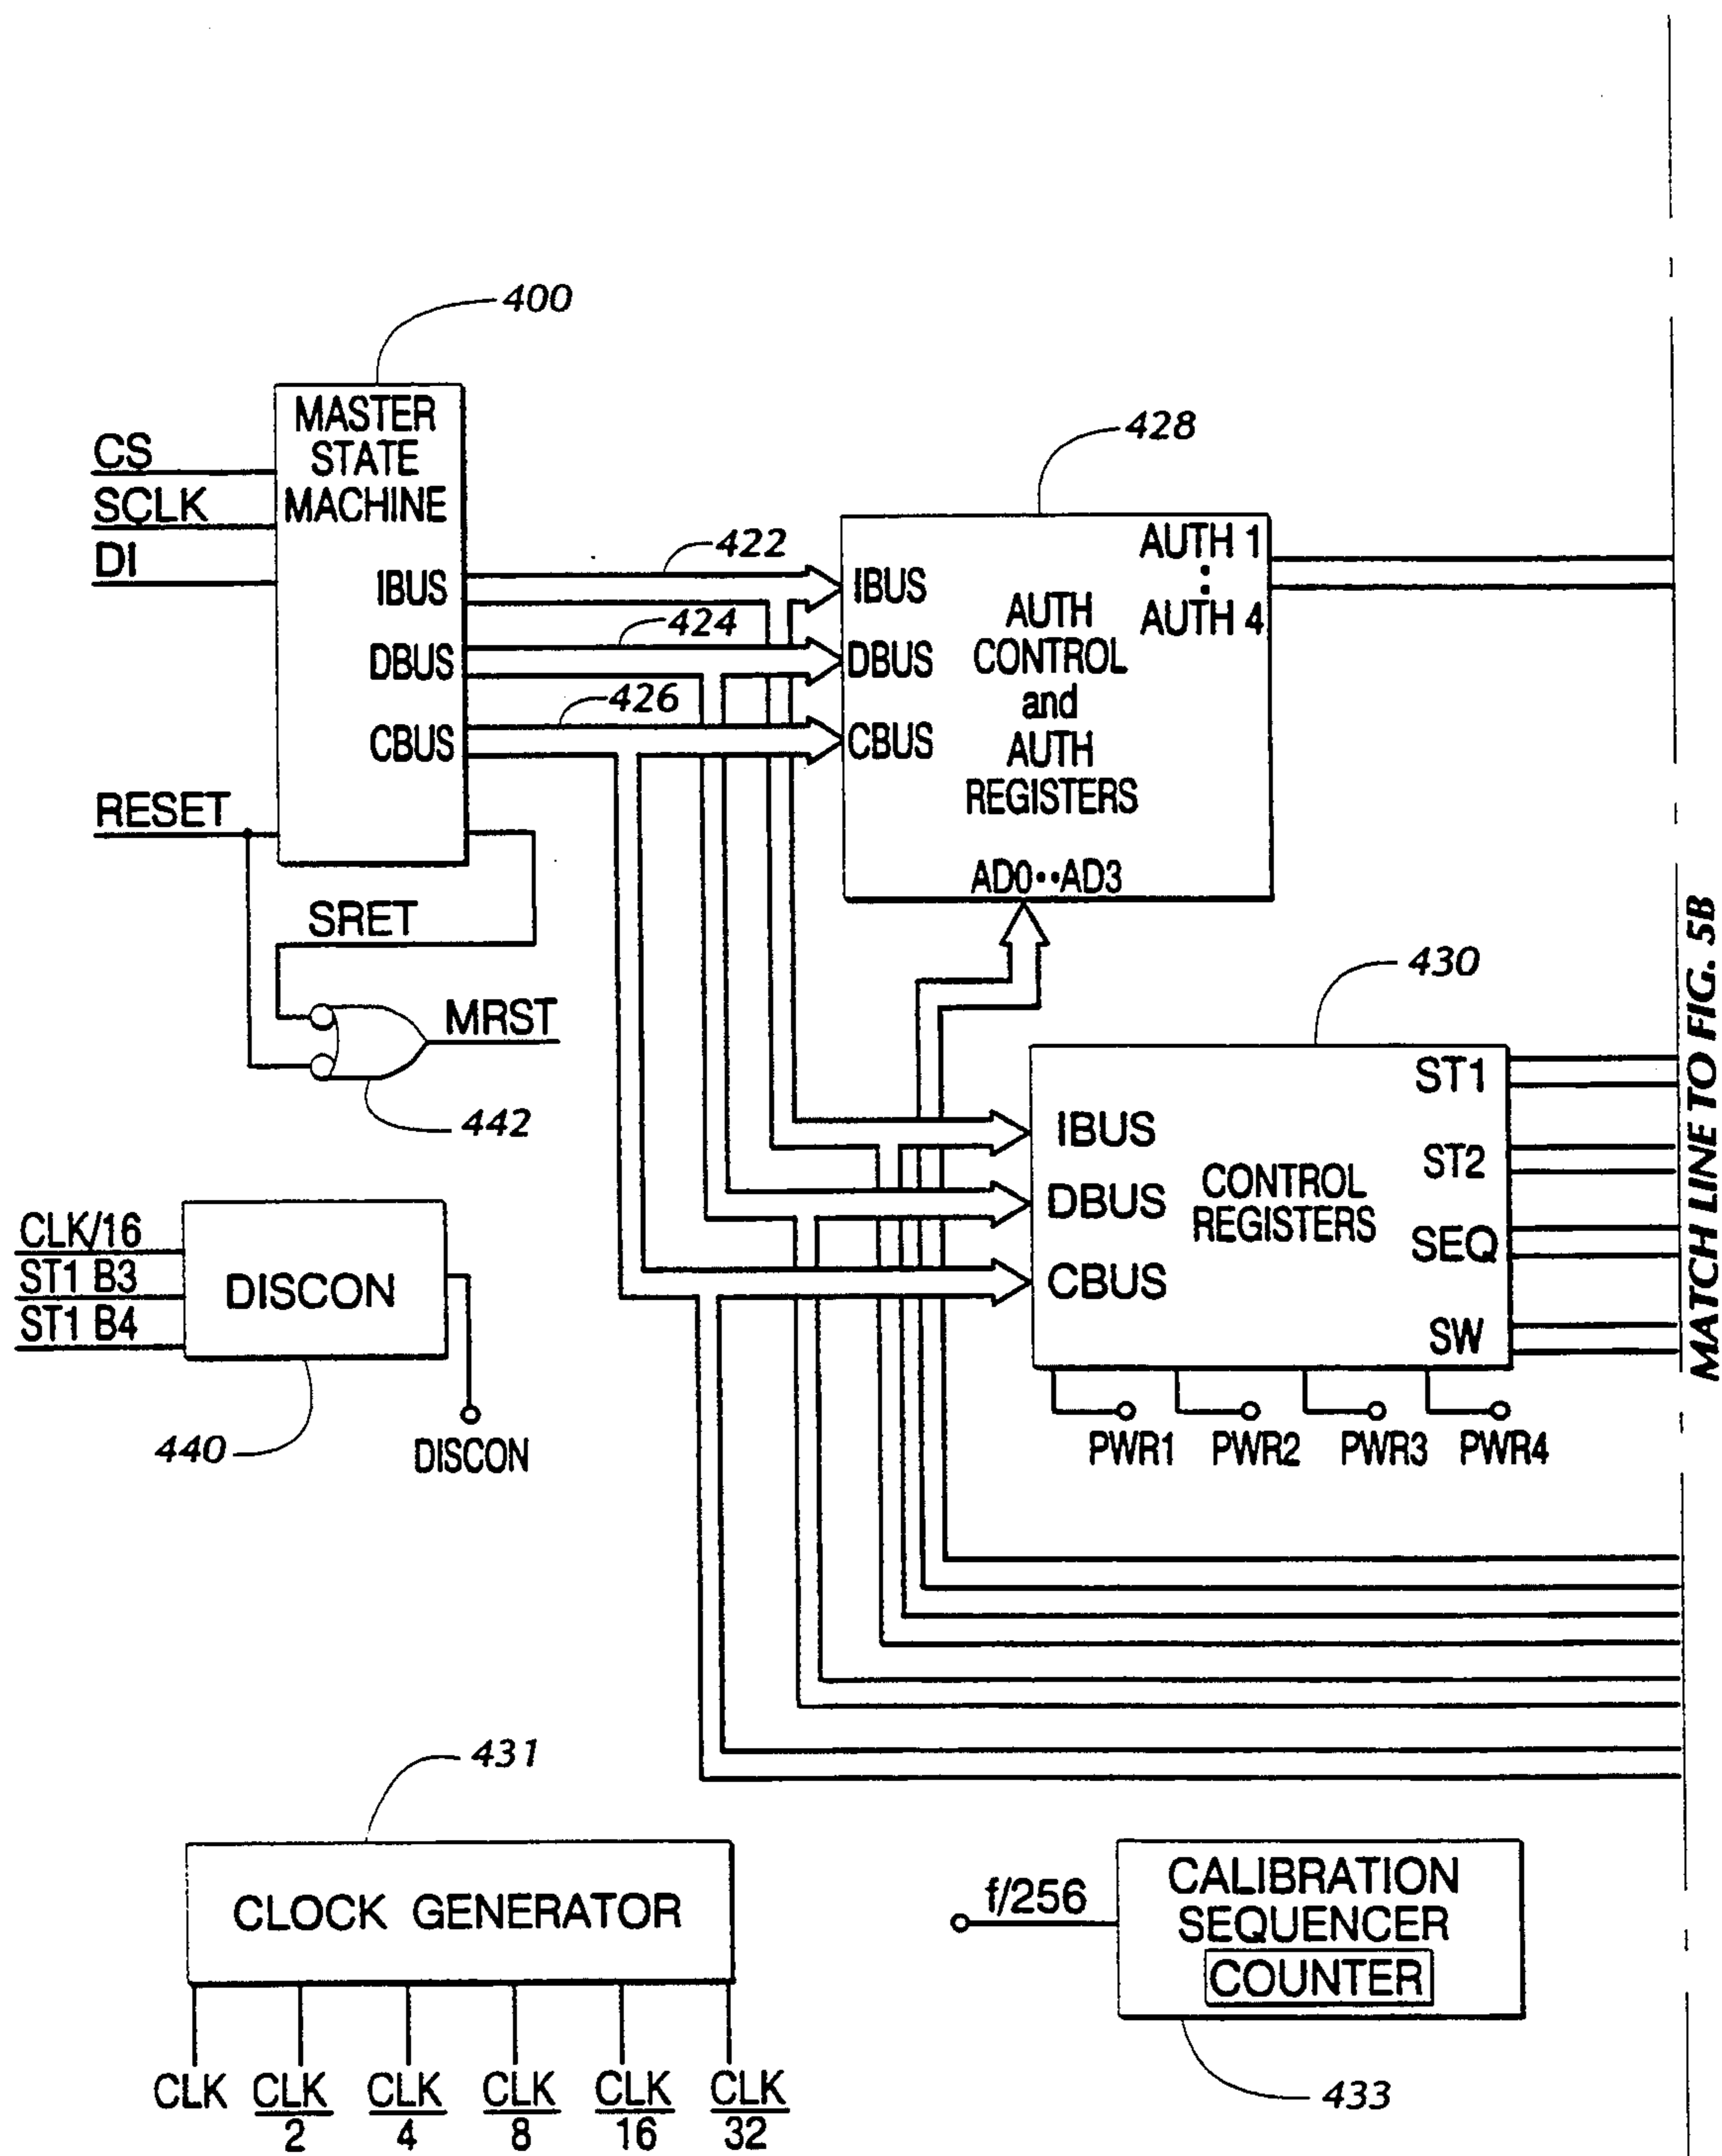 400
MASTER
STATE
MACHINE
CS
SCLK
DI
IBUS
DBUS
CBUS
RESET
422
424
426
428
AUTH 1
AUTH 4
IBUS
DBUS
CBUS
AUTH
CONTROL
and
AUTH
REGISTERS
AD0••AD3
SRET
MRST
442
430
IBUS
DBUS
CBUS
CONTROL
REGISTERS
ST1
ST2
SEQ
SW
PWR1 PWR2 PWR3 PWR4
MATCH LINE TO FIG. 5B
CLK/16
ST1 B3
ST1 B4
DISCON
440
DISCON
431
CLOCK GENERATOR
CLK CLK/2 CLK/4 CLK/8 CLK/16 CLK/32
f/256
CALIBRATION
SEQUENCER
COUNTER
433